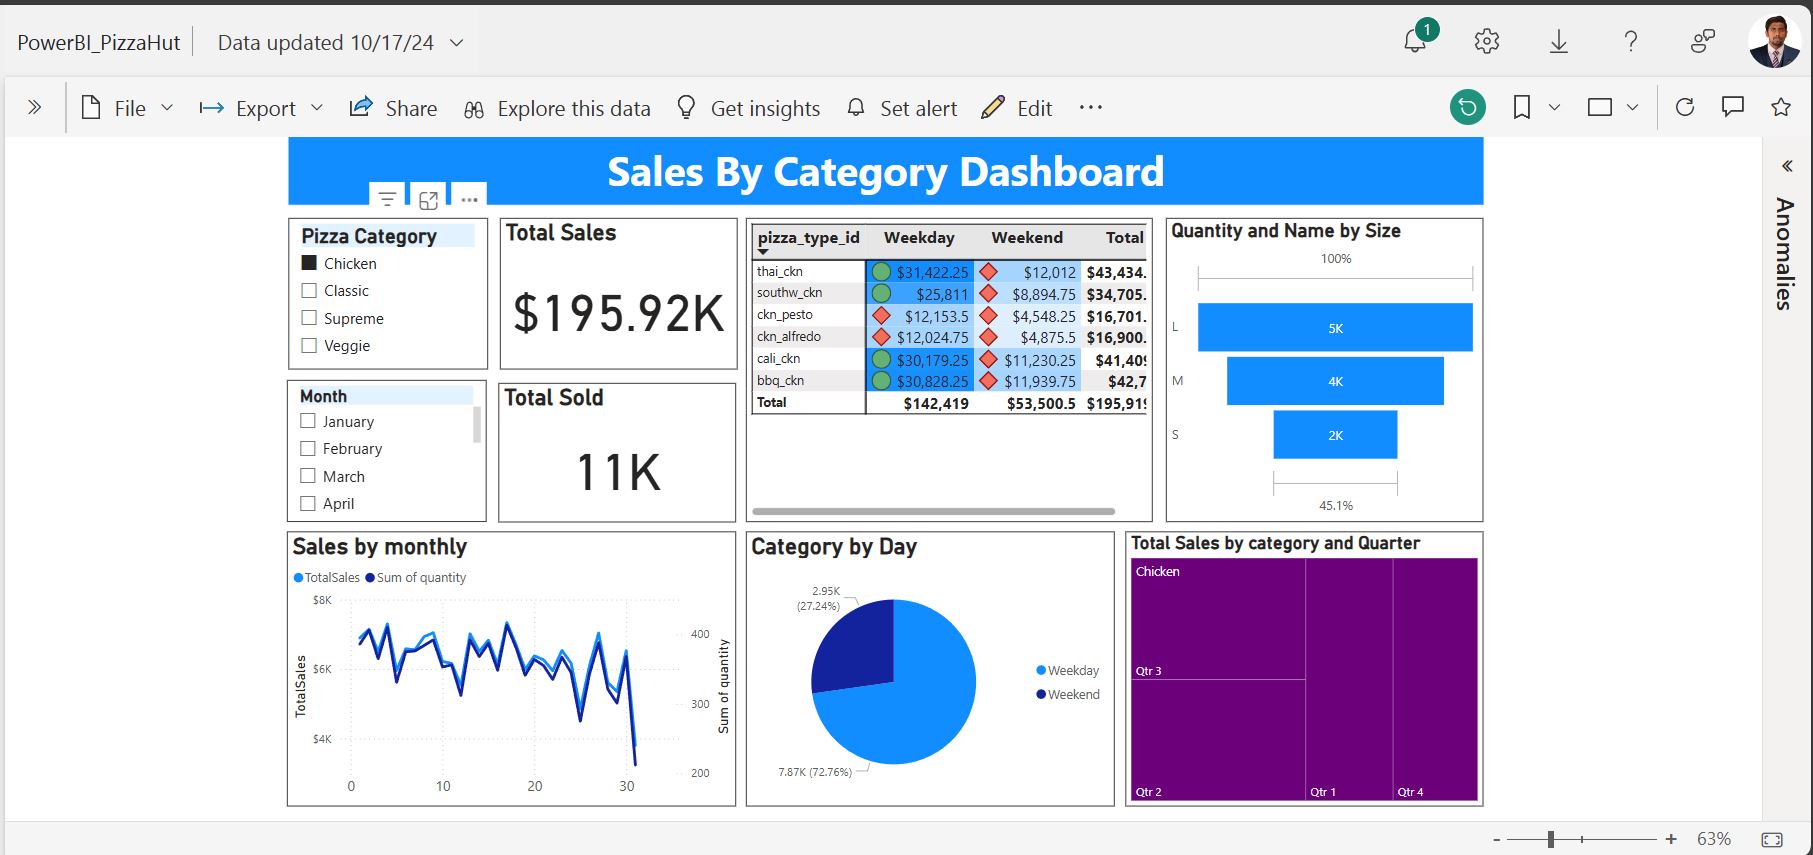 PowerBI_PizzaHut
Data updated 10/17/24
1
File
Export
Share
Explore this data
Get insights
Set alert
Edit
Sales By Category Dashboard
Anomalies
Pizza Category
Chicken
Classic
Supreme
Veggie
Total Sales
$195.92K
pizza_type_id Weekday Weekend Total
thai_ckn $31,422.25 $12,012 $43,434.
southw_ckn $25,811 $8,894.75 $34,705.
ckn_pesto $12,153.5 $4,548.25 $16,701.
ckn_alfredo $12,024.75 $4,875.5 $16,900.
cali_ckn $30,179.25 $11,230.25 $41,409
bbq_ckn $30,828.25 $11,939.75 $42,7
Total $142,419 $53,500.5 $195,919
Quantity and Name by Size
100%
L 5K
M 4K
S 2K
45.1%
Month
January
February
March
April
Total Sold
11K
Sales by monthly
TotalSales Sum of quantity
$8K
$6K
$4K
TotalSales
400
300
200
Sum of quantity
0 10 20 30
Category by Day
2.95K
(27.24%)
7.87K (72.76%)
Weekday
Weekend
Total Sales by category and Quarter
Chicken
Qtr 3
Qtr 2 Qtr 1 Qtr 4
- + 63%